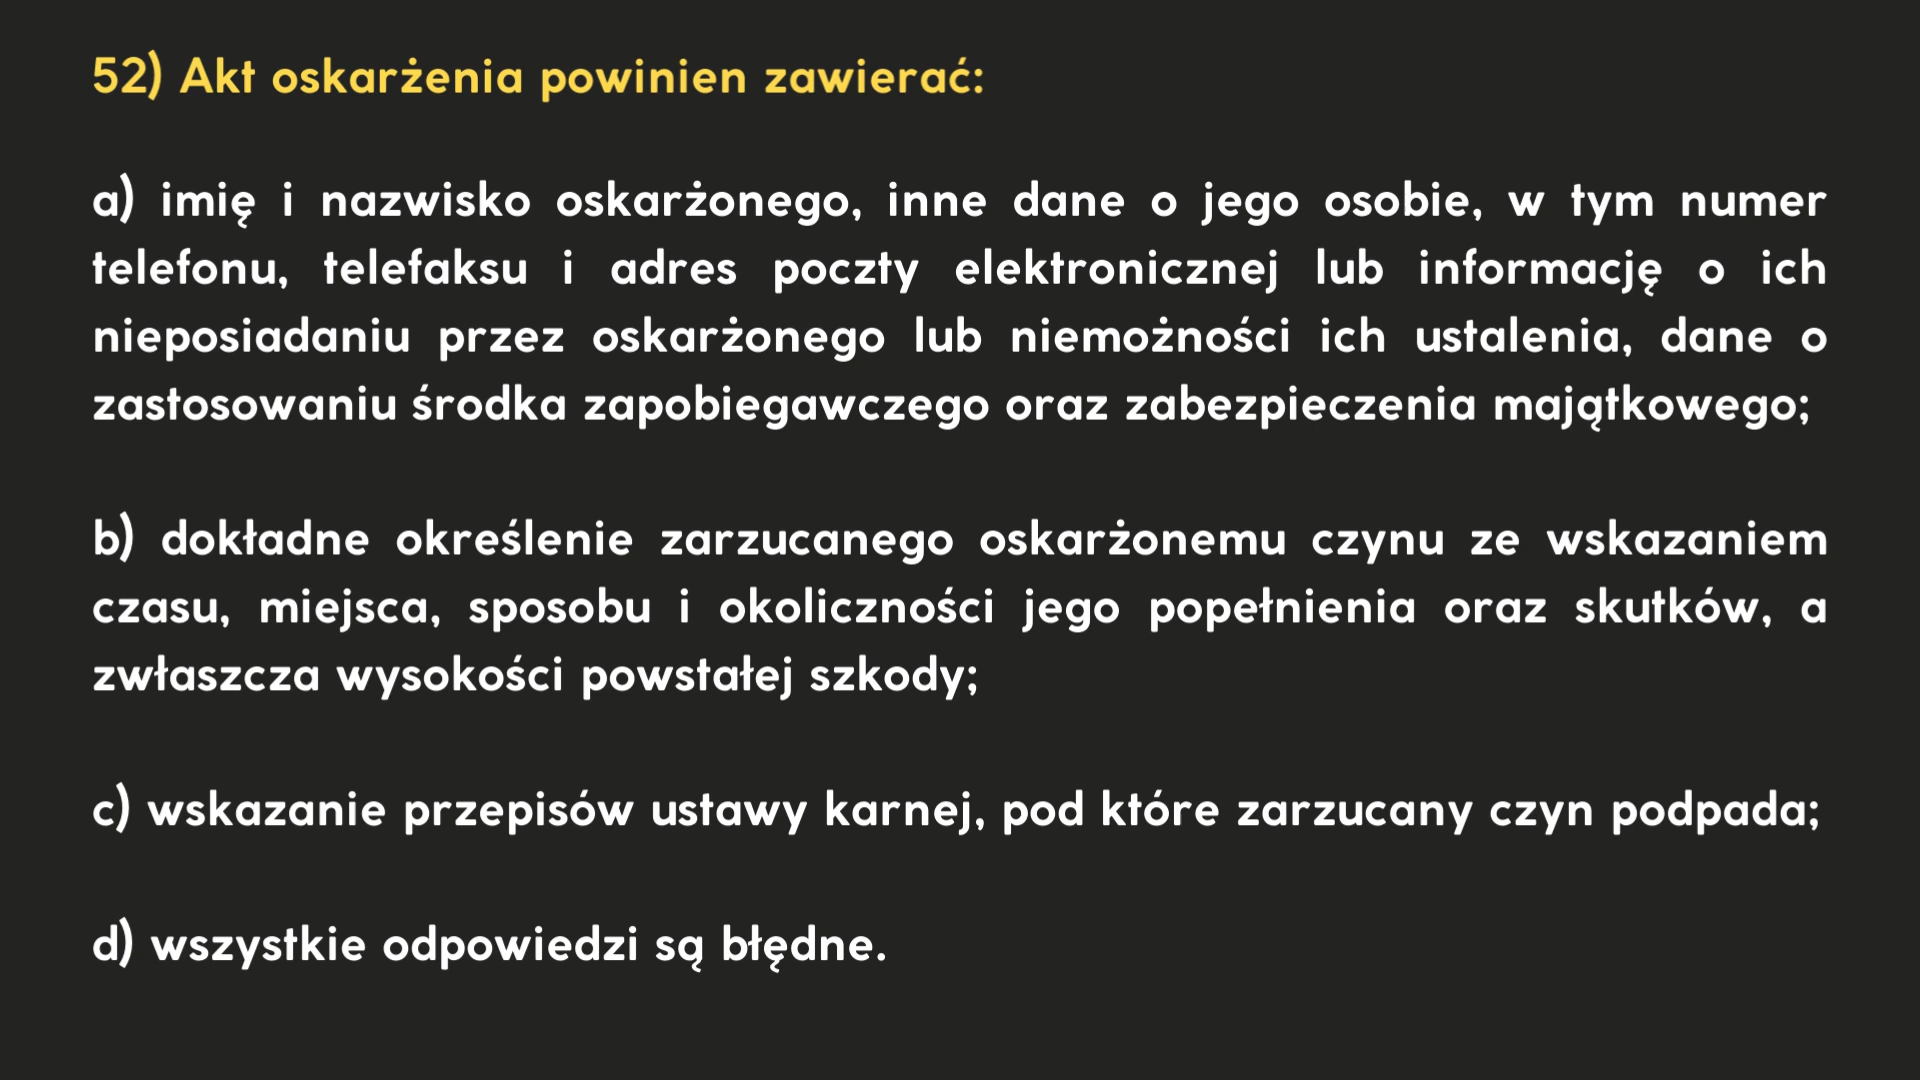 52) Akt oskarżenia powinien zawierać:
a) imię i nazwisko oskarżonego, inne dane o jego osobie, w tym numer
telefonu, telefaksu i adres poczty elektronicznej lub informację o ich
nieposiadaniu przez oskarżonego lub niemożności ich ustalenia, dane o
zastosowaniu środka zapobiegawczego oraz zabezpieczenia majątkowego;
b) dokładne określenie zarzucanego oskarżonemu czynu ze wskazaniem
czasu, miejsca, sposobu i okoliczności jego popełnienia oraz skutków, a
zwłaszcza wysokości powstałej szkody;
c) wskazanie przepisów ustawy karnej, pod które zarzucany czyn podpada;
d) wszystkie odpowiedzi są błędne.